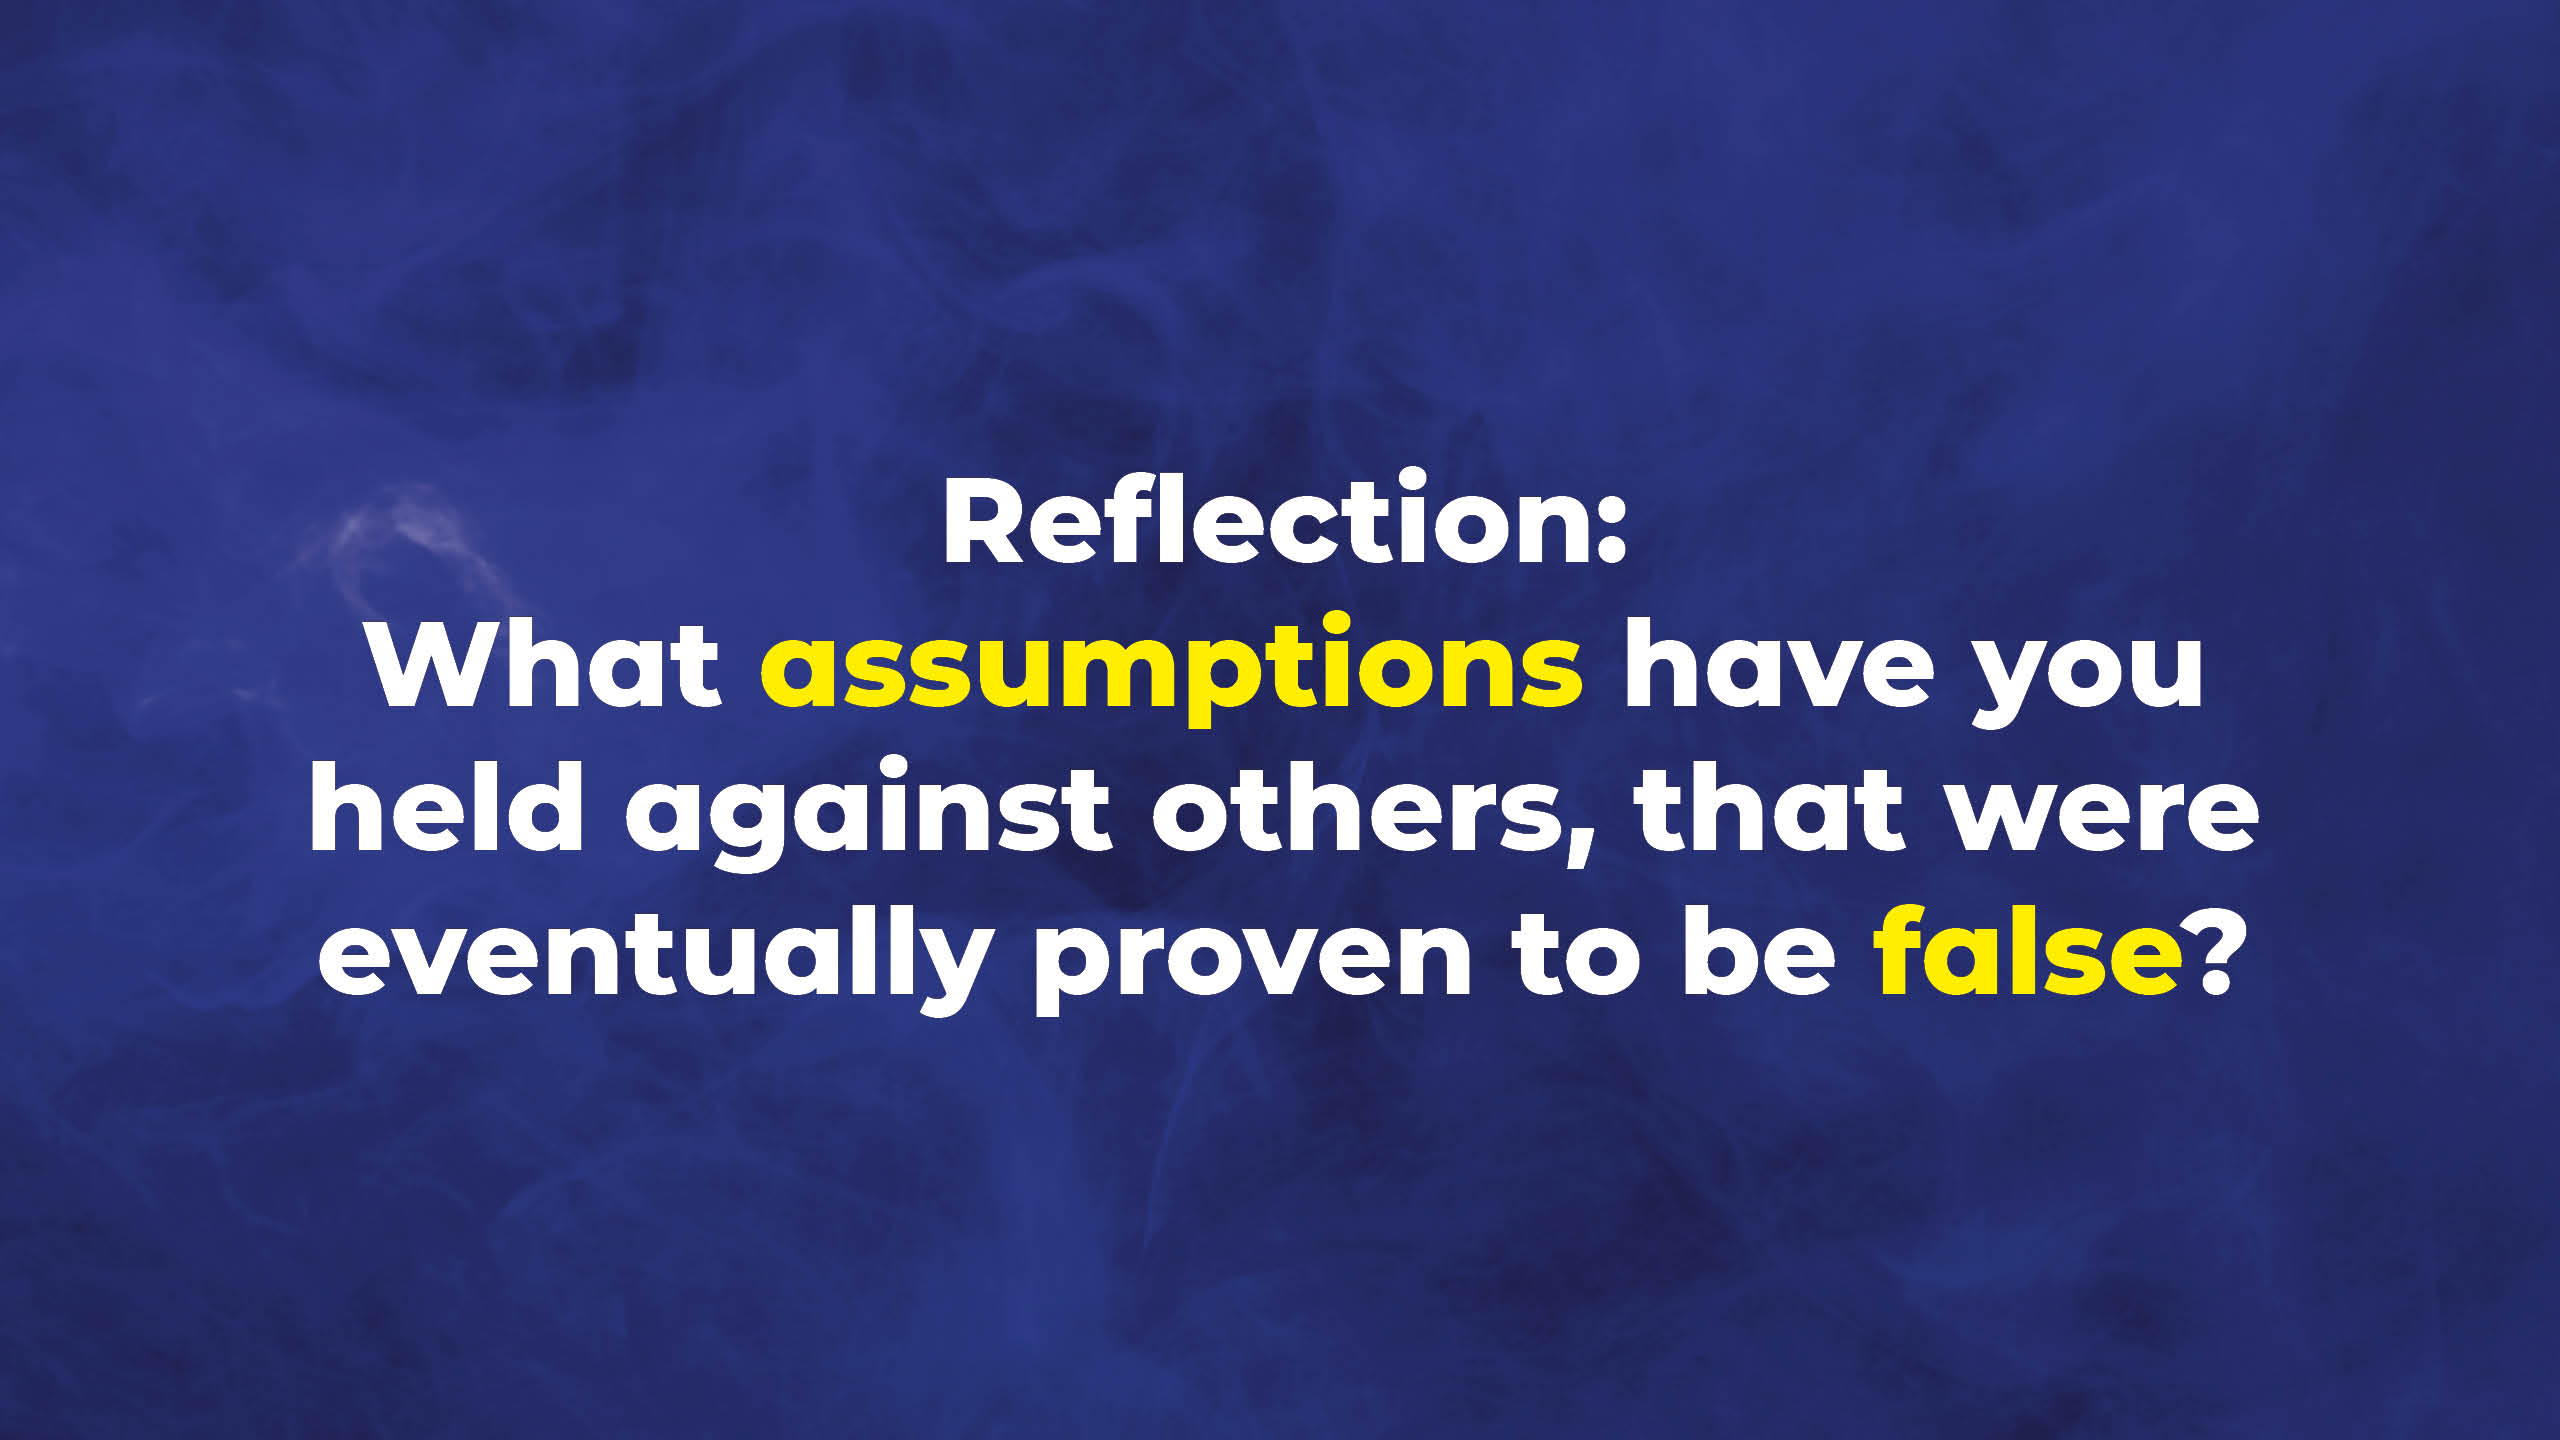 Reflection:
What assumptions have you
held against others, that were
eventually proven to be false?